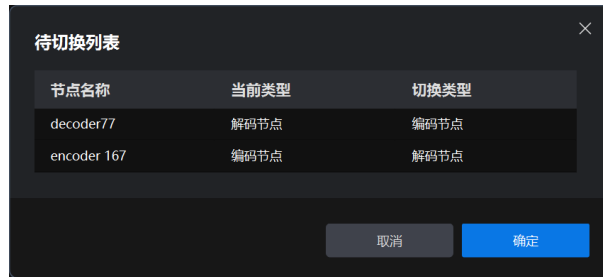 待切换列表
节点名称 当前类型 切换类型
decoder77 解码节点 编码节点
encoder 167 编码节点 解码节点
取消 确定